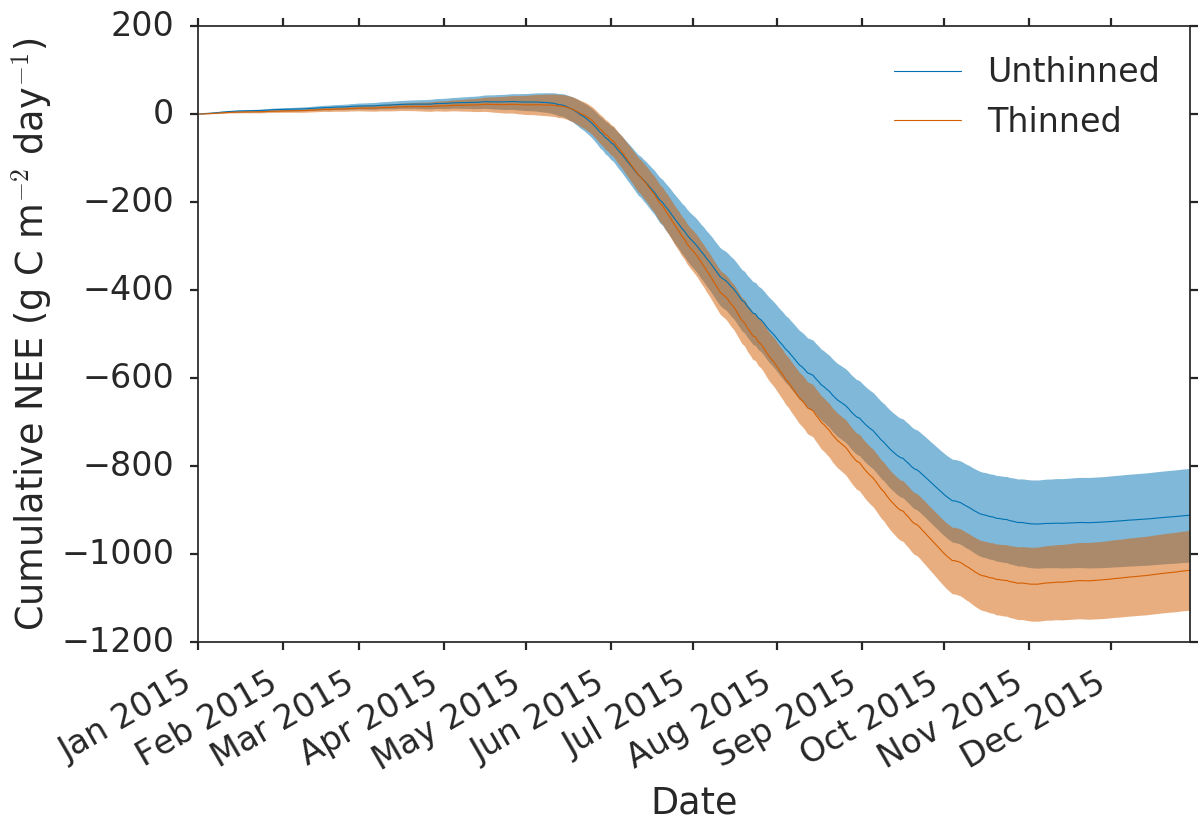 Cumulative NEE (g C m⁻² day⁻¹)
200
0
−200
−400
−600
−800
−1000
−1200
Unthinned
Thinned
Jan 2015
Feb 2015
Mar 2015
Apr 2015
May 2015
Jun 2015
Jul 2015
Aug 2015
Sep 2015
Oct 2015
Nov 2015
Dec 2015
Date